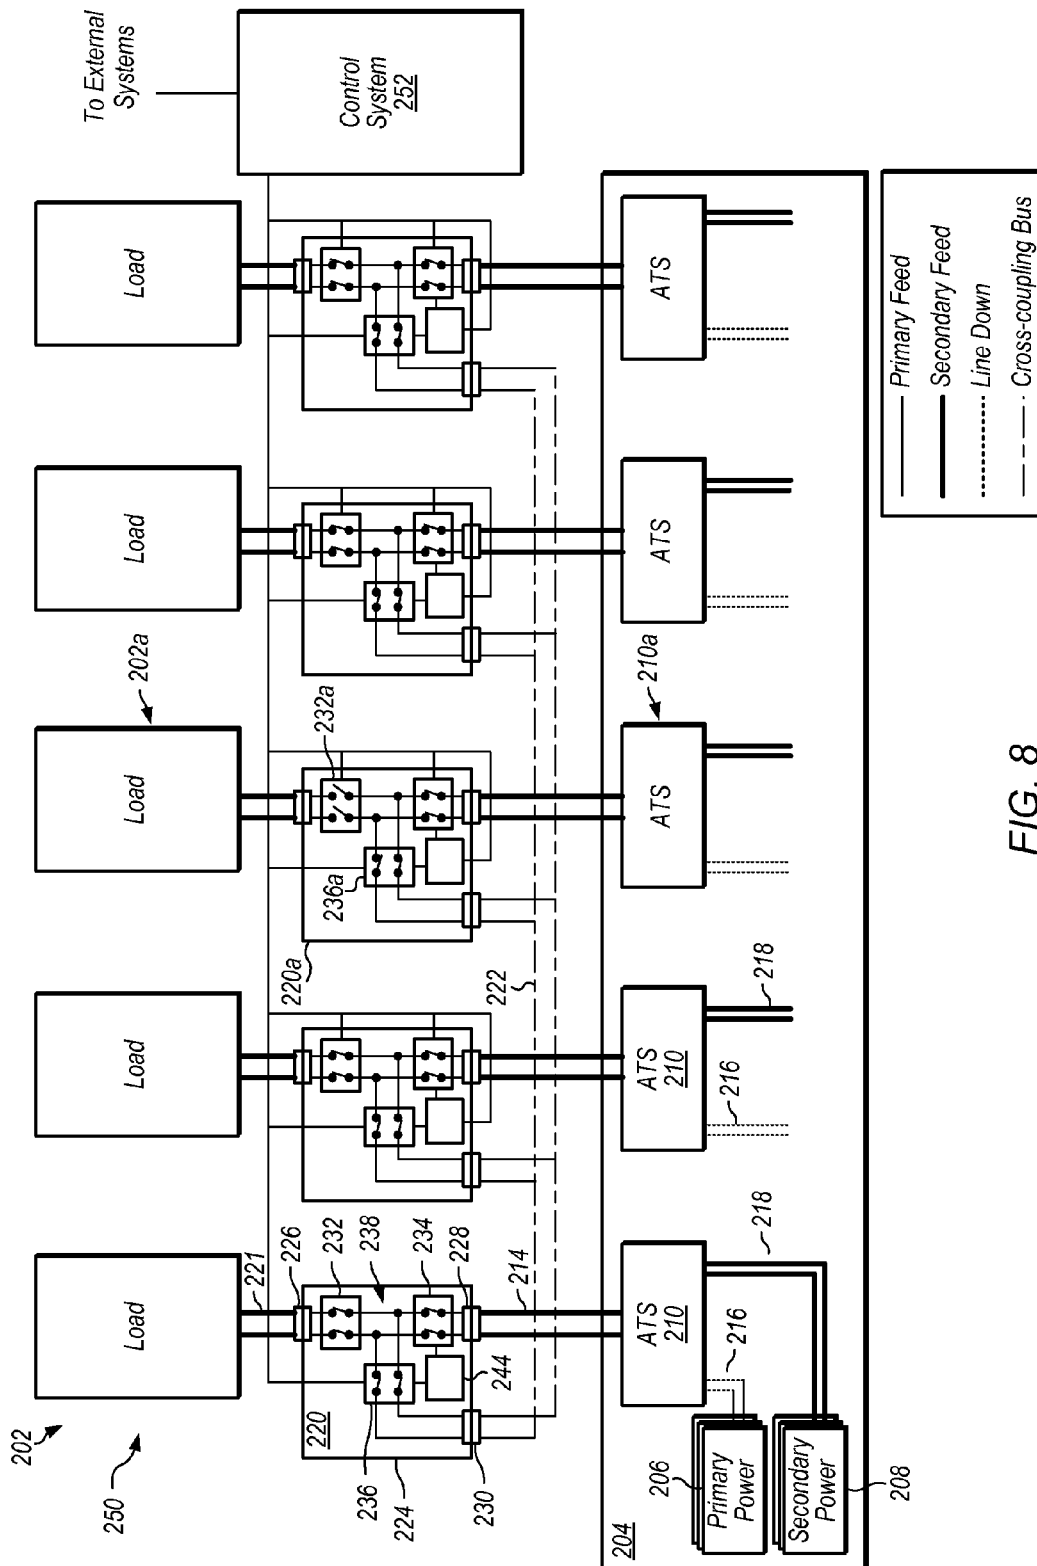 To External
Systems
Control
System
252
Load
Load
Load
Load
Load
202
250
202a
221
226
232
238
234
228
236
224
220
230
244
214
220a
236a
232a
222
210a
ATS
210
ATS
210
ATS
ATS
ATS
216
218
216
218
206
Primary
Power
Secondary
Power
208
204
Primary Feed
Secondary Feed
Line Down
Cross-coupling Bus
FIG. 8